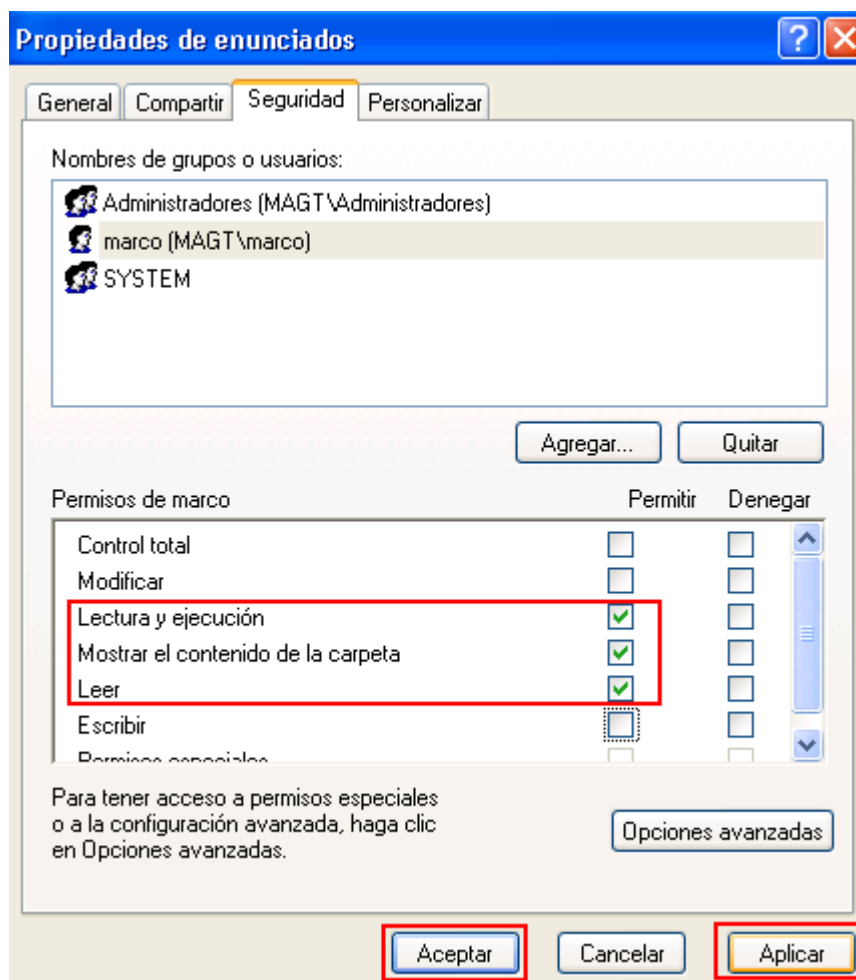 Propiedades de enunciados
General Compartir Seguridad Personalizar
Nombres de grupos o usuarios:
Administradores (MAGT\Administradores)
marco (MAGT\marco)
SYSTEM
Agregar... Quitar
Permisos de marco Permitir Denegar
Control total
Modificar
Lectura y ejecución
Mostrar el contenido de la carpeta
Leer
Escribir
Permisos especiales
Para tener acceso a permisos especiales
o a la configuración avanzada, haga clic
en Opciones avanzadas.
Opciones avanzadas
Aceptar Cancelar Aplicar